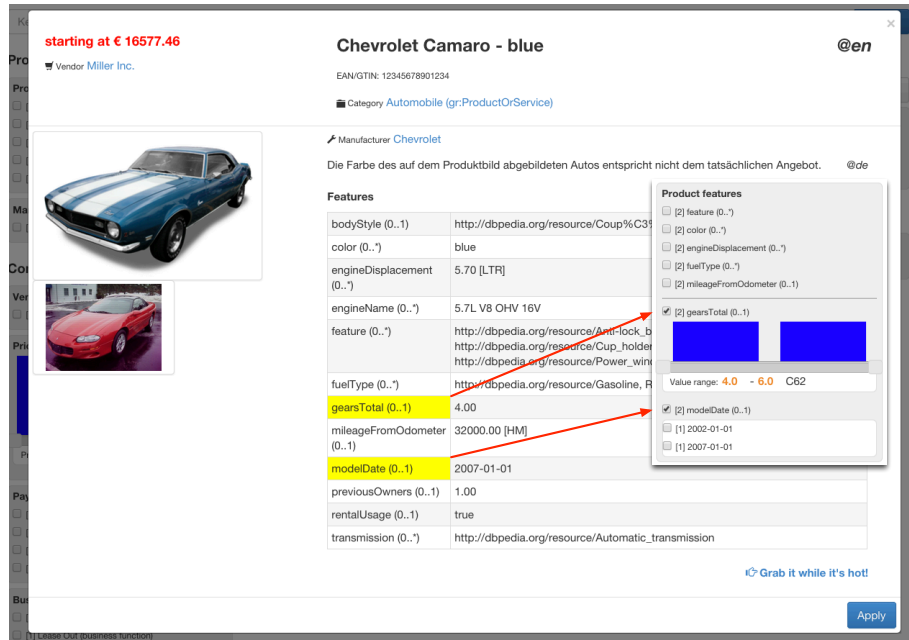 starting at € 16577.46
Vendor Miller Inc.
Chevrolet Camaro - blue
@en
×
EAN/GTIN: 12345678901234
Category Automobile (gr:ProductOrService)
Manufacturer Chevrolet
Die Farbe des auf dem Produktbild abgebildeten Autos entspricht nicht dem tatsächlichen Angebot. @de
Features
bodyStyle (0..1) http://dbpedia.org/resource/Coup%C3%
color (0..*) blue
engineDisplacement (0..*) 5.70 [LTR]
engineName (0..*) 5.7L V8 OHV 16V
feature (0..*) http://dbpedia.org/resource/Anti-lock_b
http://dbpedia.org/resource/Cup_holder
http://dbpedia.org/resource/Power_wind
fuelType (0..*) http://dbpedia.org/resource/Gasoline, R
gearsTotal (0..1) 4.00
mileageFromOdometer (0..1) 32000.00 [HM]
modelDate (0..1) 2007-01-01
previousOwners (0..1) 1.00
rentalUsage (0..1) true
transmission (0..*) http://dbpedia.org/resource/Automatic_transmission
Product features
[2] feature (0..*)
[2] color (0..*)
[2] engineDisplacement (0..*)
[2] fuelType (0..*)
[2] mileageFromOdometer (0..1)
[2] gearsTotal (0..1)
Value range: 4.0 - 6.0 C62
[2] modelDate (0..1)
[1] 2002-01-01
[1] 2007-01-01
Grab it while it's hot!
Apply
[1] Lease Out (business function)